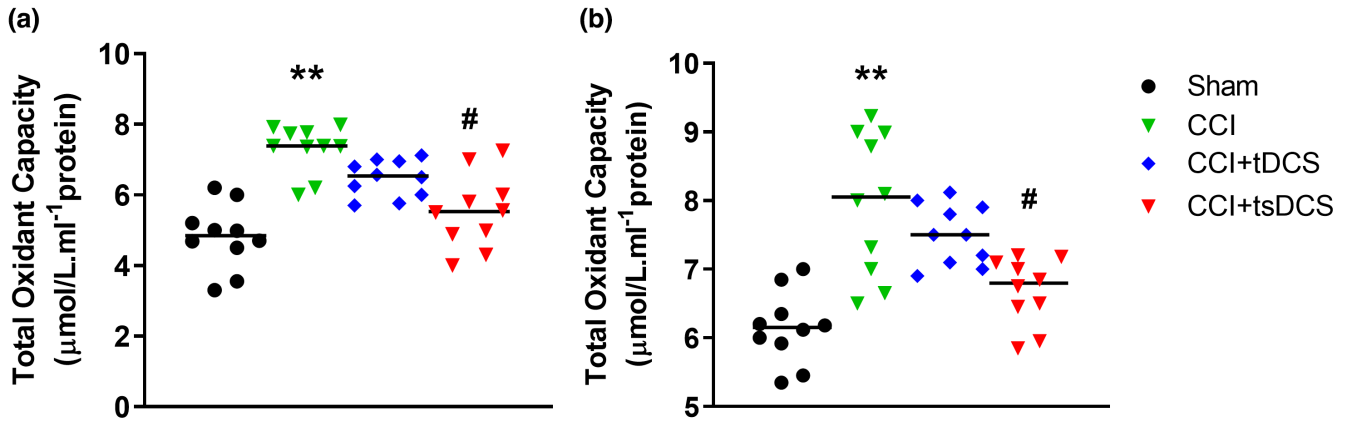 (a)
Total Oxidant Capacity
(μmol/L.ml⁻¹protein)
10
8
6
4
2
0
**
#
(b)
Total Oxidant Capacity
(μmol/L.ml⁻¹protein)
10
9
8
7
6
5
**
#
Sham
CCI
CCI+tDCS
CCI+tsDCS